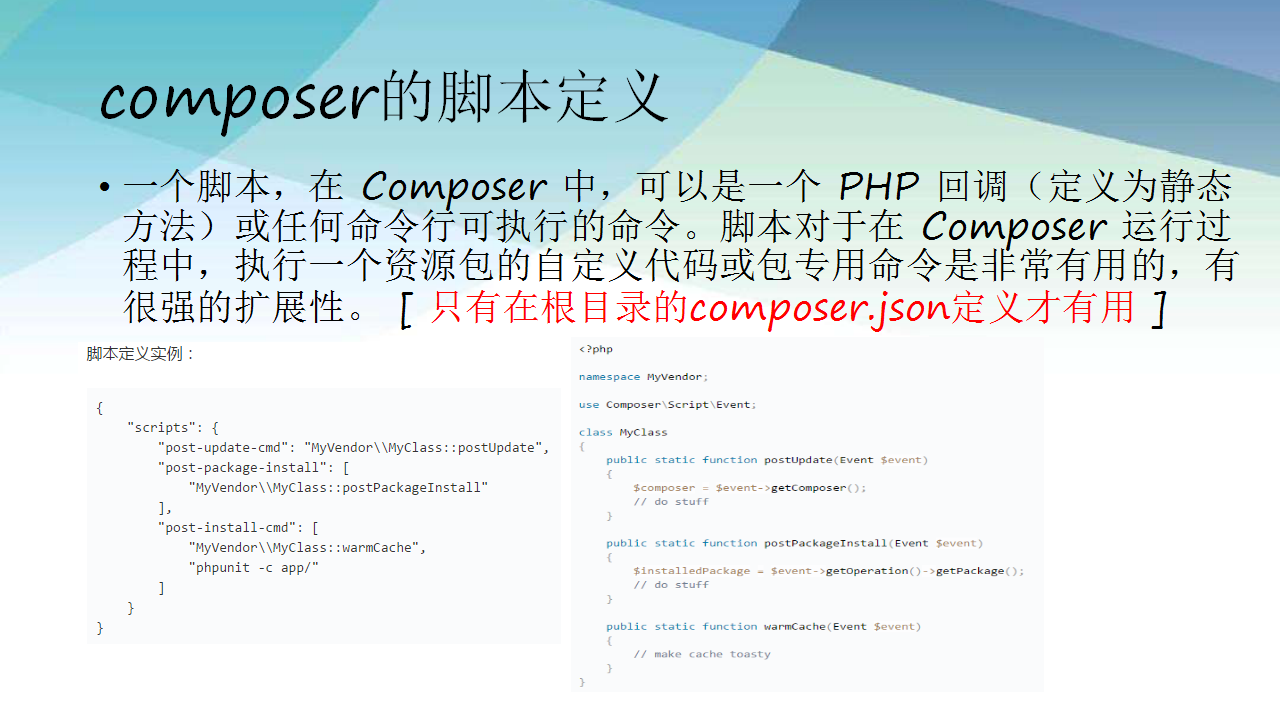 composer的脚本定义
• 一个脚本，在 Composer 中，可以是一个 PHP 回调（定义为静态
方法）或任何命令行可执行的命令。脚本对于在 Composer 运行过
程中，执行一个资源包的自定义代码或包专用命令是非常有用的，有
很强的扩展性。 [ 只有在根目录的composer.json定义才有用 ]
脚本定义实例：
{
    "scripts": {
        "post-update-cmd": "MyVendor\\MyClass::postUpdate",
        "post-package-install": [
            "MyVendor\\MyClass::postPackageInstall"
        ],
        "post-install-cmd": [
            "MyVendor\\MyClass::warmCache",
            "phpunit -c app/"
        ]
    }
}
<?php
namespace MyVendor;
use Composer\Script\Event;
class MyClass
{
    public static function postUpdate(Event $event)
    {
        $composer = $event->getComposer();
        // do stuff
    }
    public static function postPackageInstall(Event $event)
    {
        $installedPackage = $event->getOperation()->getPackage();
        // do stuff
    }
    public static function warmCache(Event $event)
    {
        // make cache toasty
    }
}